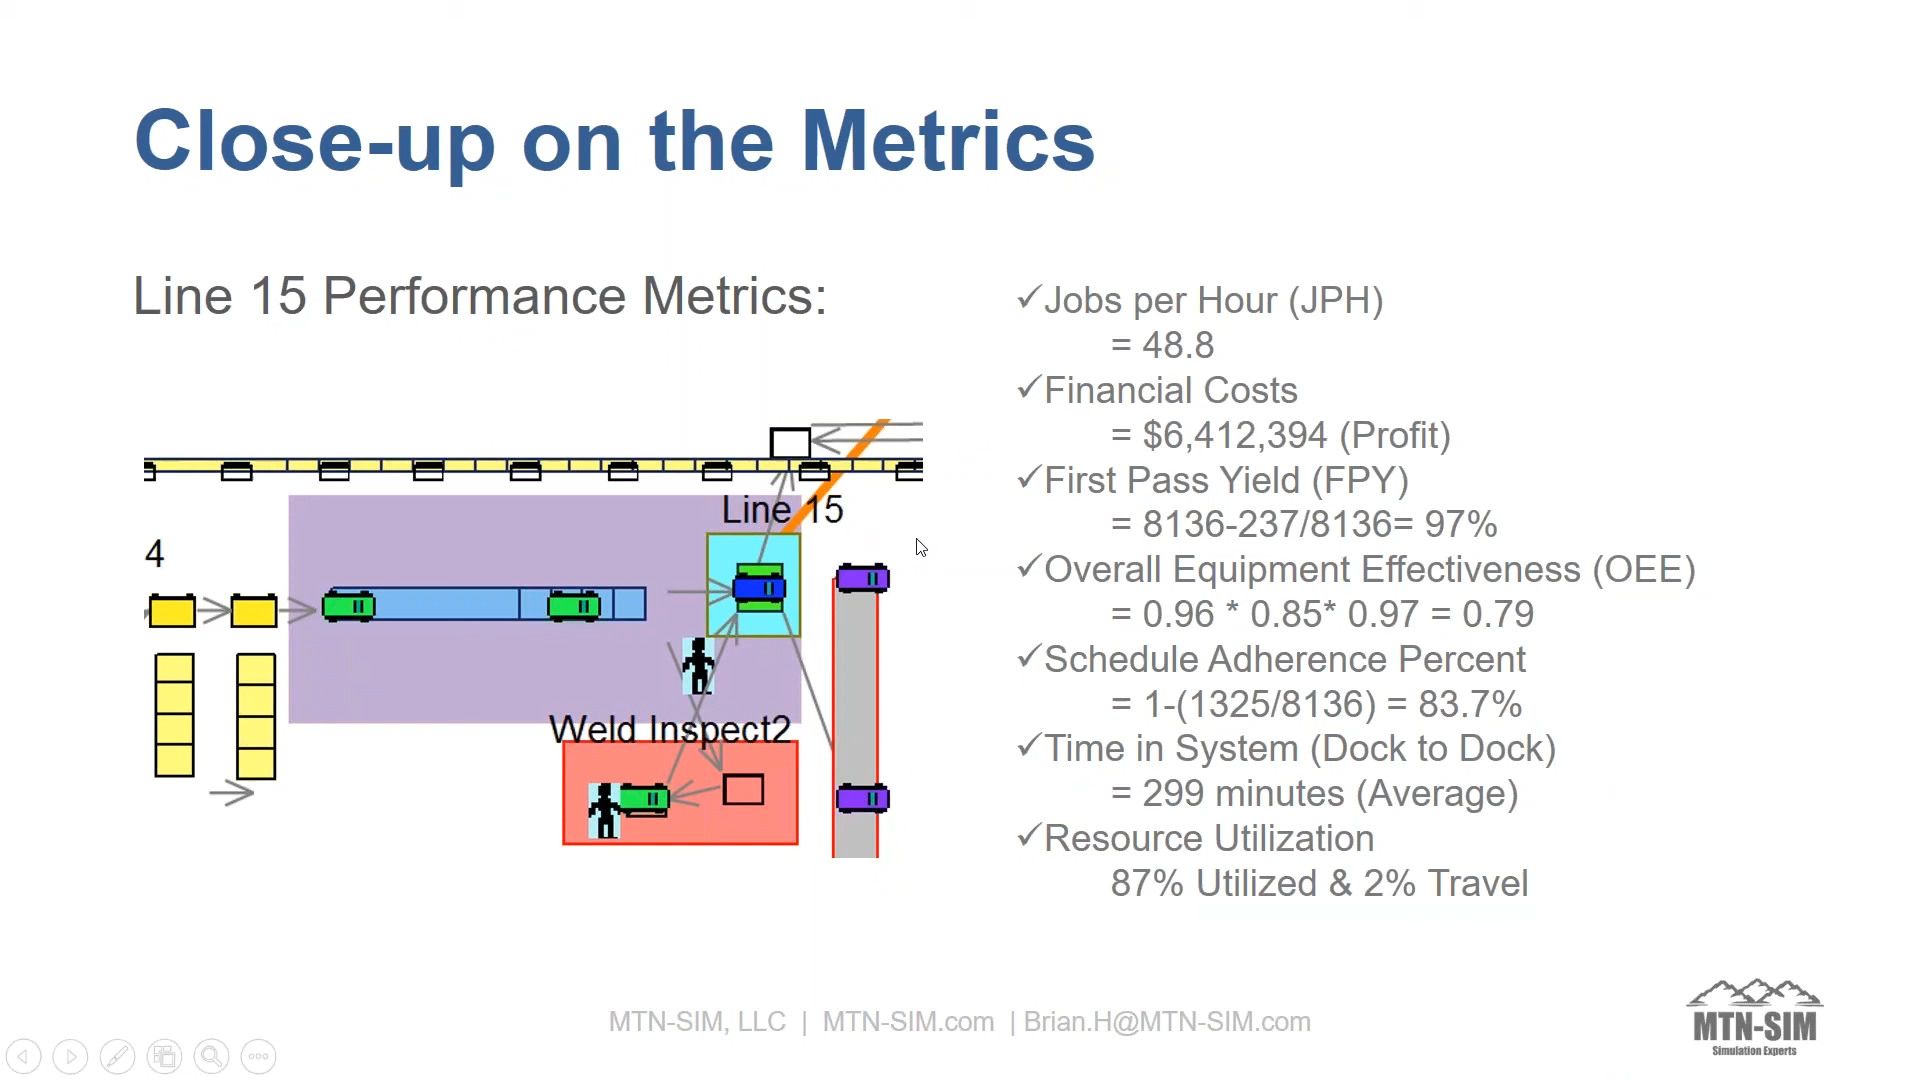 Close-up on the Metrics
Line 15 Performance Metrics:
Line 15
4
Weld Inspect2
✓Jobs per Hour (JPH)
= 48.8
✓Financial Costs
= $6,412,394 (Profit)
✓First Pass Yield (FPY)
= 8136-237/8136= 97%
✓Overall Equipment Effectiveness (OEE)
= 0.96 * 0.85* 0.97 = 0.79
✓Schedule Adherence Percent
= 1-(1325/8136) = 83.7%
✓Time in System (Dock to Dock)
= 299 minutes (Average)
✓Resource Utilization
87% Utilized & 2% Travel
MTN-SIM, LLC | MTN-SIM.com | Brian.H@MTN-SIM.com
MTN-SIM
Simulation Experts